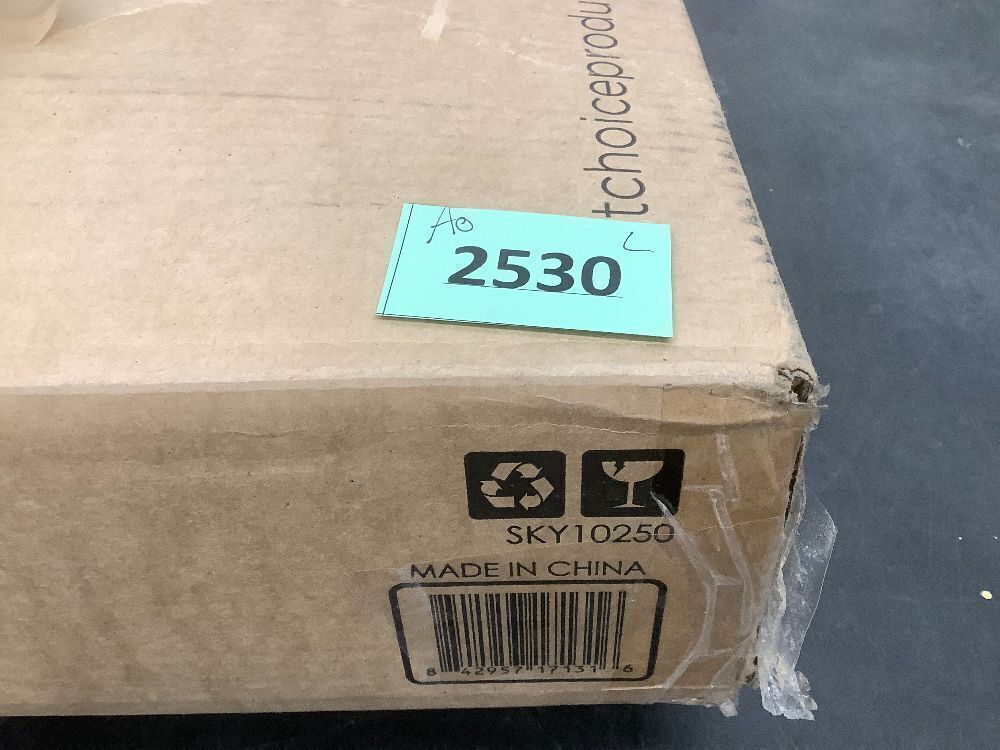 tchoiceprodu
A0 L
2530
SKY10250
MADE IN CHINA
8 42957 17131 6